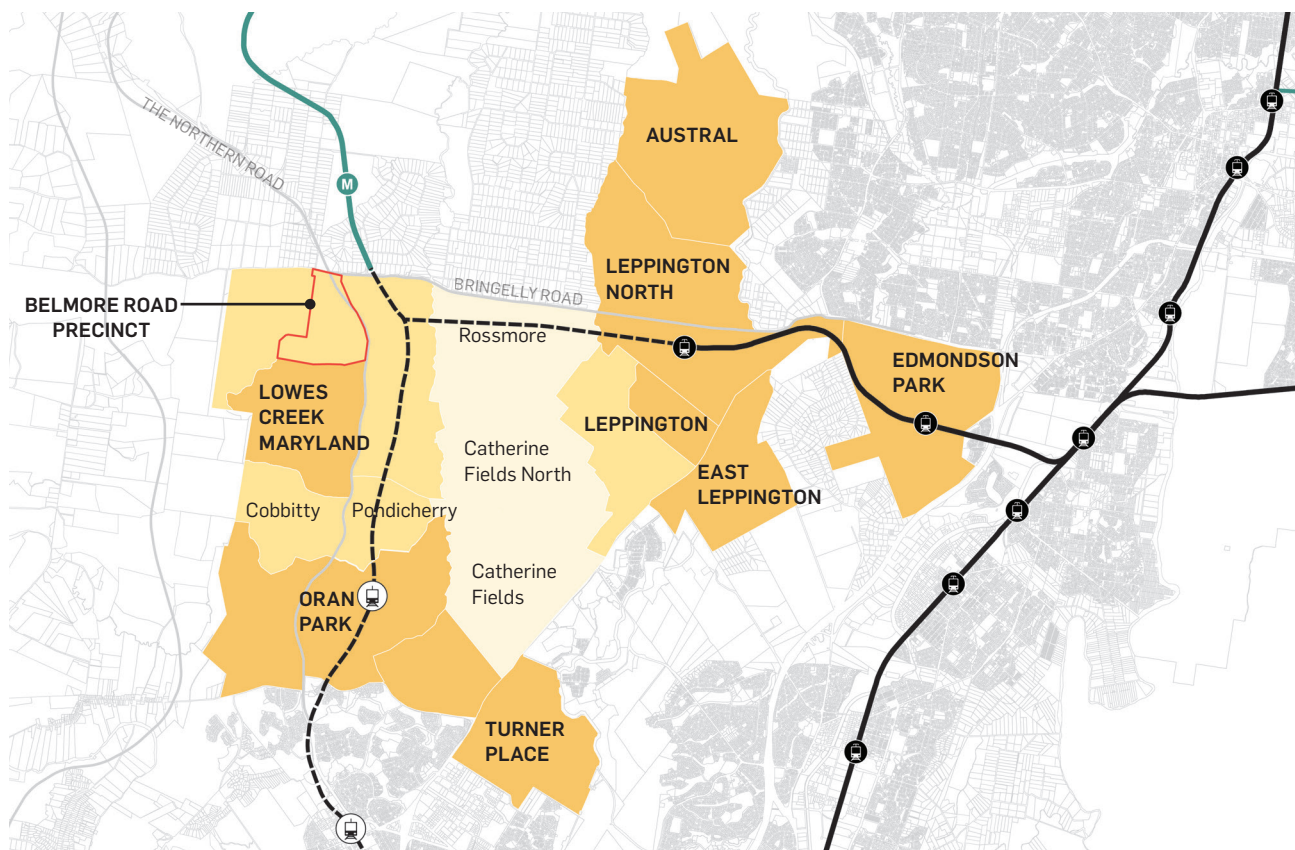 THE NORTHERN ROAD
AUSTRAL
M
LEPPINGTON
NORTH
BRINGELLY ROAD
BELMORE ROAD
PRECINCT
Rossmore
EDMONDSON
PARK
LOWES
CREEK
MARYLAND
LEPPINGTON
Catherine
Fields North
EAST
LEPPINGTON
Cobbitty
Pondicherry
Catherine
Fields
ORAN
PARK
TURNER
PLACE